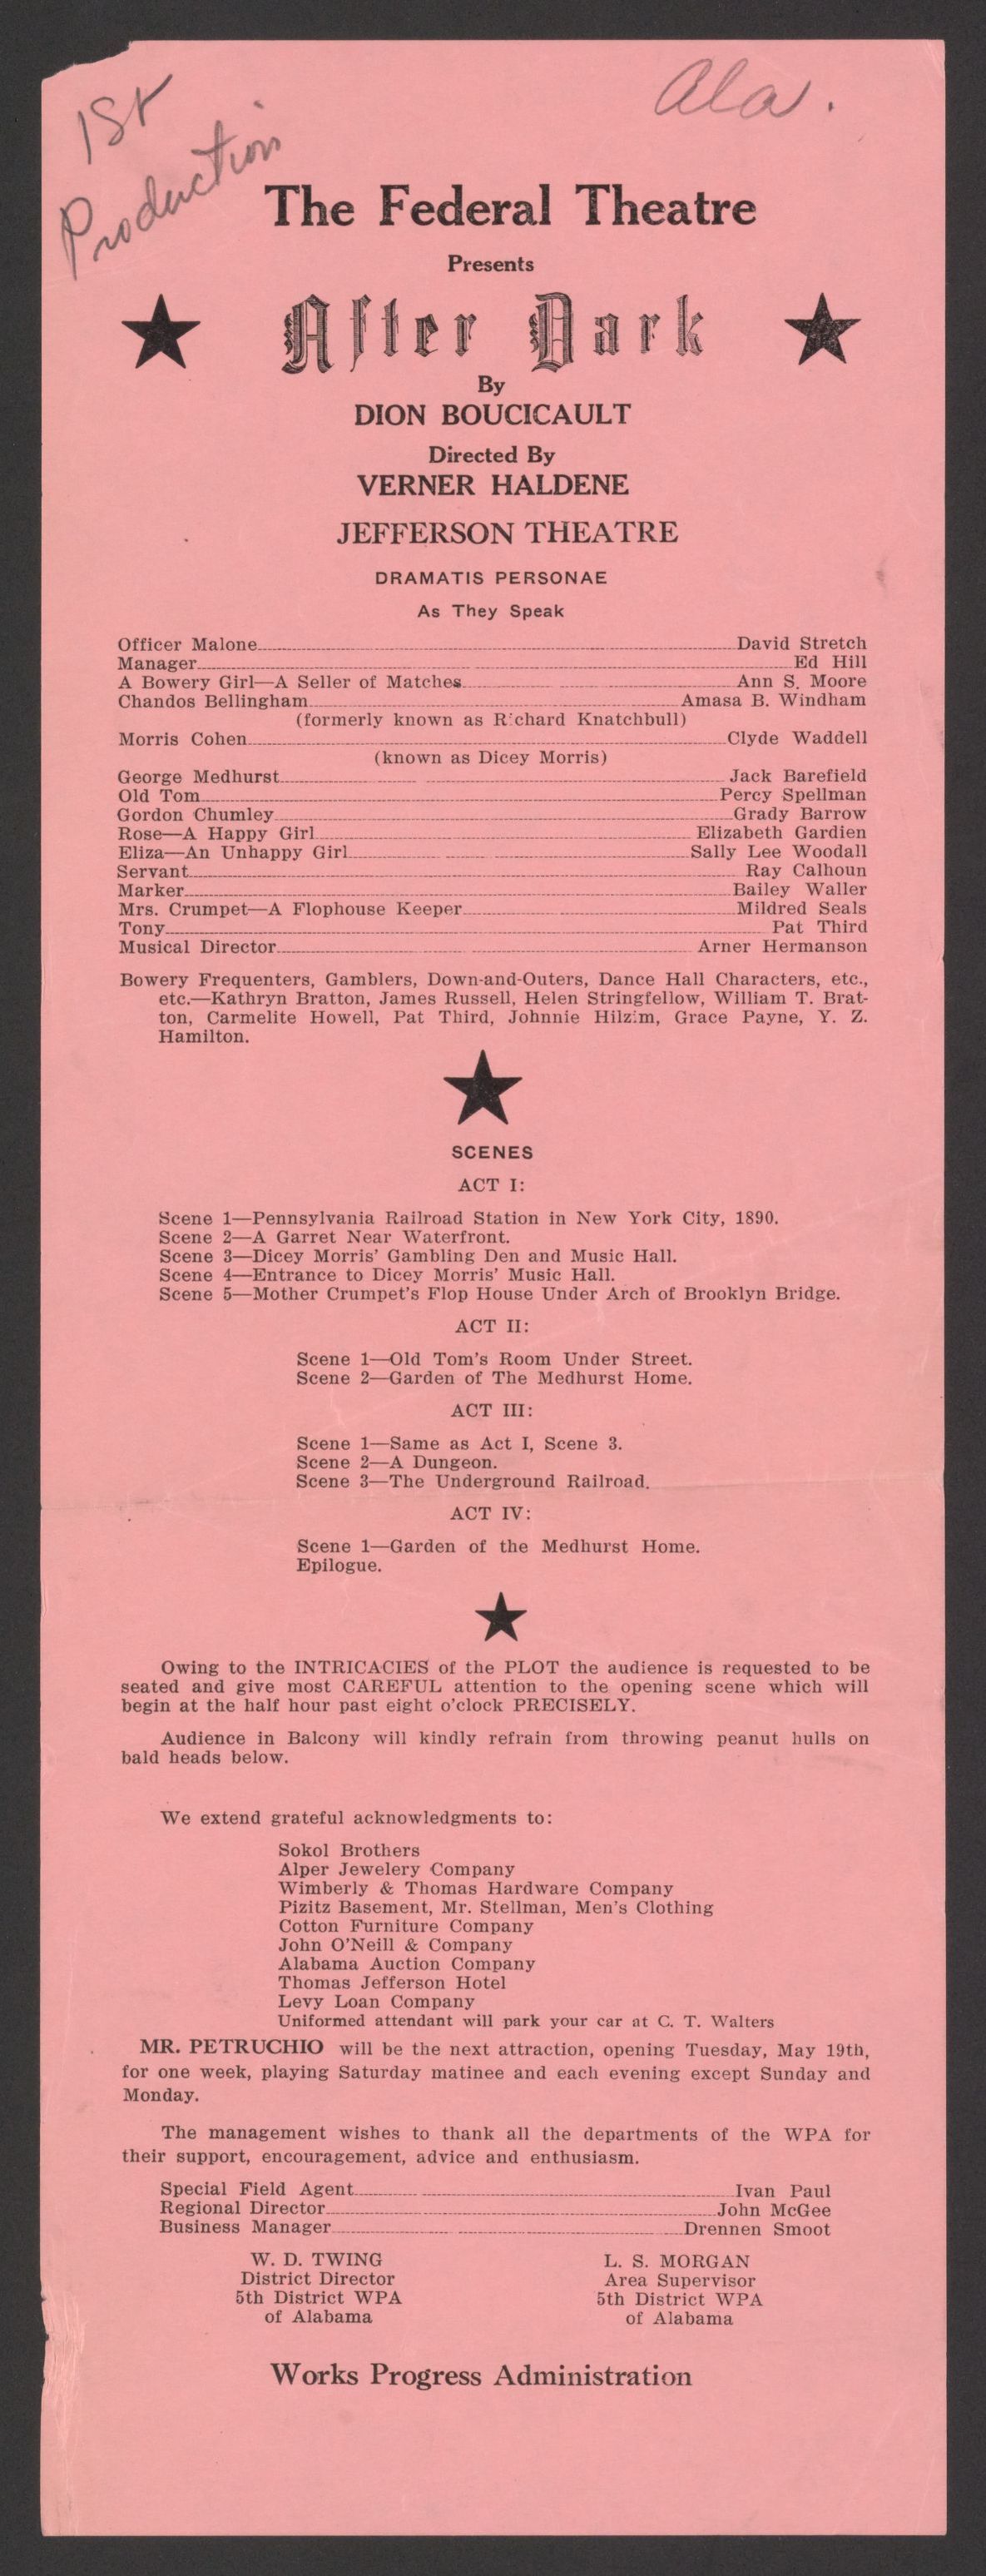 1st
Production
Ala.
The Federal Theatre
Presents
After Dark
By
DION BOUCICAULT
Directed By
VERNER HALDENE
JEFFERSON THEATRE
DRAMATIS PERSONAE
As They Speak
Officer Malone David Stretch
Manager Ed Hill
A Bowery Girl—A Seller of Matches Ann S. Moore
Chandos Bellingham Amasa B. Windham
(formerly known as Richard Knatchbull)
Morris Cohen Clyde Waddell
(known as Dicey Morris)
George Medhurst Jack Barefield
Old Tom Percy Spellman
Gordon Chumley Grady Barrow
Rose—A Happy Girl Elizabeth Gardien
Eliza—An Unhappy Girl Sally Lee Woodall
Servant Ray Calhoun
Marker Bailey Waller
Mrs. Crumpet—A Flophouse Keeper Mildred Seals
Tony Pat Third
Musical Director Arner Hermanson
Bowery Frequenters, Gamblers, Down-and-Outers, Dance Hall Characters, etc.,
etc.—Kathryn Bratton, James Russell, Helen Stringfellow, William T. Brat-
ton, Carmelite Howell, Pat Third, Johnnie Hilzim, Grace Payne, Y. Z.
Hamilton.
SCENES
ACT I:
Scene 1—Pennsylvania Railroad Station in New York City, 1890.
Scene 2—A Garret Near Waterfront.
Scene 3—Dicey Morris' Gambling Den and Music Hall.
Scene 4—Entrance to Dicey Morris' Music Hall.
Scene 5—Mother Crumpet's Flop House Under Arch of Brooklyn Bridge.
ACT II:
Scene 1—Old Tom's Room Under Street.
Scene 2—Garden of The Medhurst Home.
ACT III:
Scene 1—Same as Act I, Scene 3.
Scene 2—A Dungeon.
Scene 3—The Underground Railroad.
ACT IV:
Scene 1—Garden of the Medhurst Home.
Epilogue.
Owing to the INTRICACIES of the PLOT the audience is requested to be
seated and give most CAREFUL attention to the opening scene which will
begin at the half hour past eight o'clock PRECISELY.
Audience in Balcony will kindly refrain from throwing peanut hulls on
bald heads below.
We extend grateful acknowledgments to:
Sokol Brothers
Alper Jewelery Company
Wimberly & Thomas Hardware Company
Pizitz Basement, Mr. Stellman, Men's Clothing
Cotton Furniture Company
John O'Neill & Company
Alabama Auction Company
Thomas Jefferson Hotel
Levy Loan Company
Uniformed attendant will park your car at C. T. Walters
MR. PETRUCHIO will be the next attraction, opening Tuesday, May 19th,
for one week, playing Saturday matinee and each evening except Sunday and
Monday.
The management wishes to thank all the departments of the WPA for
their support, encouragement, advice and enthusiasm.
Special Field Agent Ivan Paul
Regional Director John McGee
Business Manager Drennen Smoot
W. D. TWING
District Director
5th District WPA
of Alabama
L. S. MORGAN
Area Supervisor
5th District WPA
of Alabama
Works Progress Administration